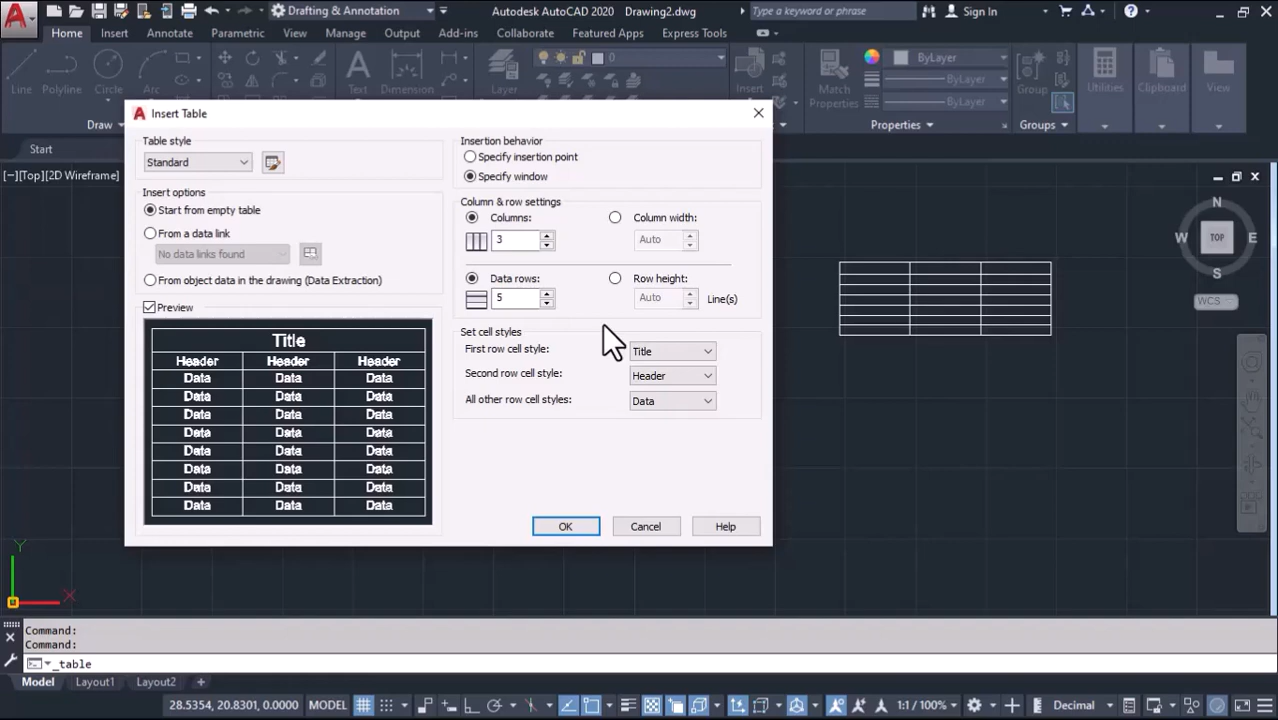 Drafting & Annotation
Autodesk AutoCAD 2020 Drawing2.dwg
Type a keyword or phrase
Sign In
Home Insert Annotate Parametric View Manage Output Add-ins Collaborate Featured Apps Express Tools
Line Polyline Circle Arc Text Dimension Layer 0 Insert Match Properties ByLayer Group Utilities Clipboard View
ByLayer
ByLayer
Draw Properties Groups
Start
[−][Top][2D Wireframe]
Insert Table
Table style
Standard
Insert options
Start from empty table
From a data link
No data links found
From object data in the drawing (Data Extraction)
Preview
Title
Header Header Header
Data Data Data
Data Data Data
Data Data Data
Data Data Data
Data Data Data
Data Data Data
Data Data Data
Data Data Data
Insertion behavior
Specify insertion point
Specify window
Column & row settings
Columns: Column width:
3 Auto
Data rows: Row height:
5 Auto Line(s)
Set cell styles
First row cell style: Title
Second row cell style: Header
All other row cell styles: Data
OK Cancel Help
N
W TOP E
S
WCS
Y
X
Command:
Command:
_table
Model Layout1 Layout2 +
28.5354, 20.8301, 0.0000 MODEL 1:1 / 100% Decimal